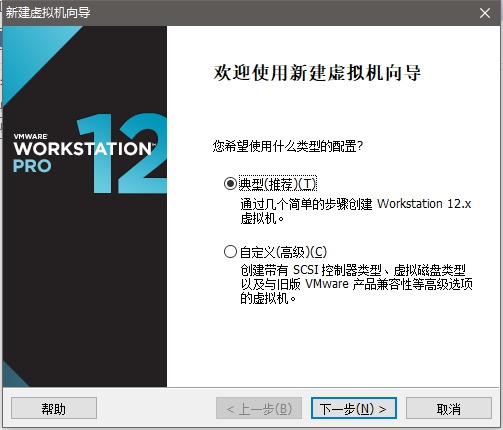 新建虚拟机向导
欢迎使用新建虚拟机向导
VMWARE
WORKSTATION
PRO
12
您希望使用什么类型的配置?
典型(推荐)(T)
通过几个简单的步骤创建 Workstation 12.x
虚拟机。
自定义(高级)(C)
创建带有 SCSI 控制器类型、虚拟磁盘类型
以及与旧版 VMware 产品兼容性等高级选项
的虚拟机。
帮助
< 上一步(B)
下一步(N) >
取消